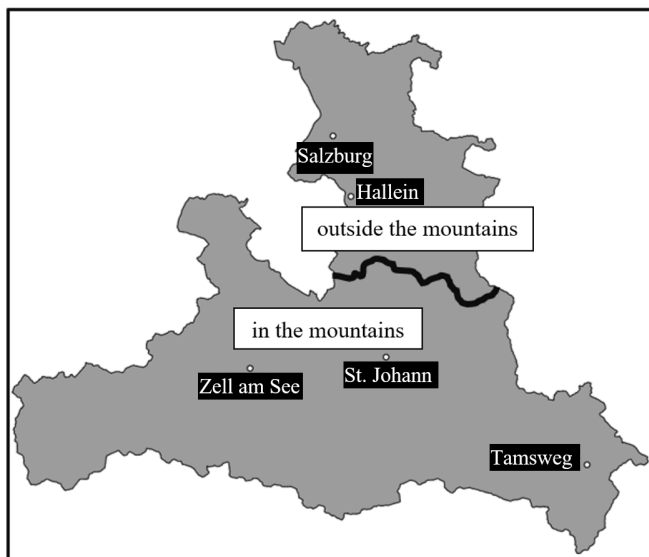 Salzburg
Hallein
outside the mountains
in the mountains
Zell am See
St. Johann
Tamsweg